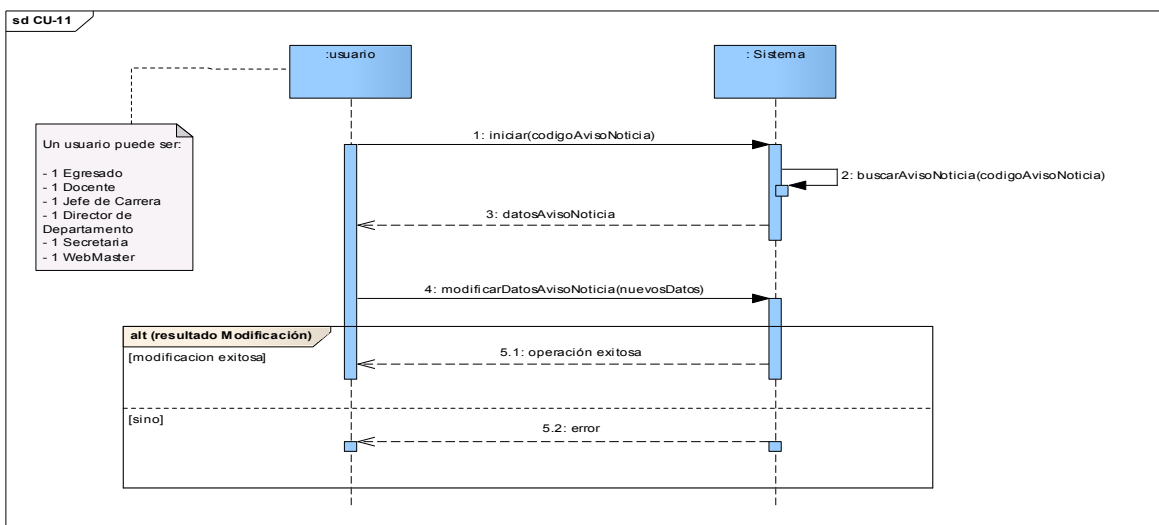 sd CU-11
:usuario
: Sistema
Un usuario puede ser:
- 1 Egresado
- 1 Docente
- 1 Jefe de Carrera
- 1 Director de
Departamento
- 1 Secretaria
- 1 WebMaster
1: iniciar(codigoAvisoNoticia)
2: buscarAvisoNoticia(codigoAvisoNoticia)
3: datosAvisoNoticia
4: modificarDatosAvisoNoticia(nuevosDatos)
alt (resultado Modificación)
[modificacion exitosa]
5.1: operación exitosa
[sino]
5.2: error